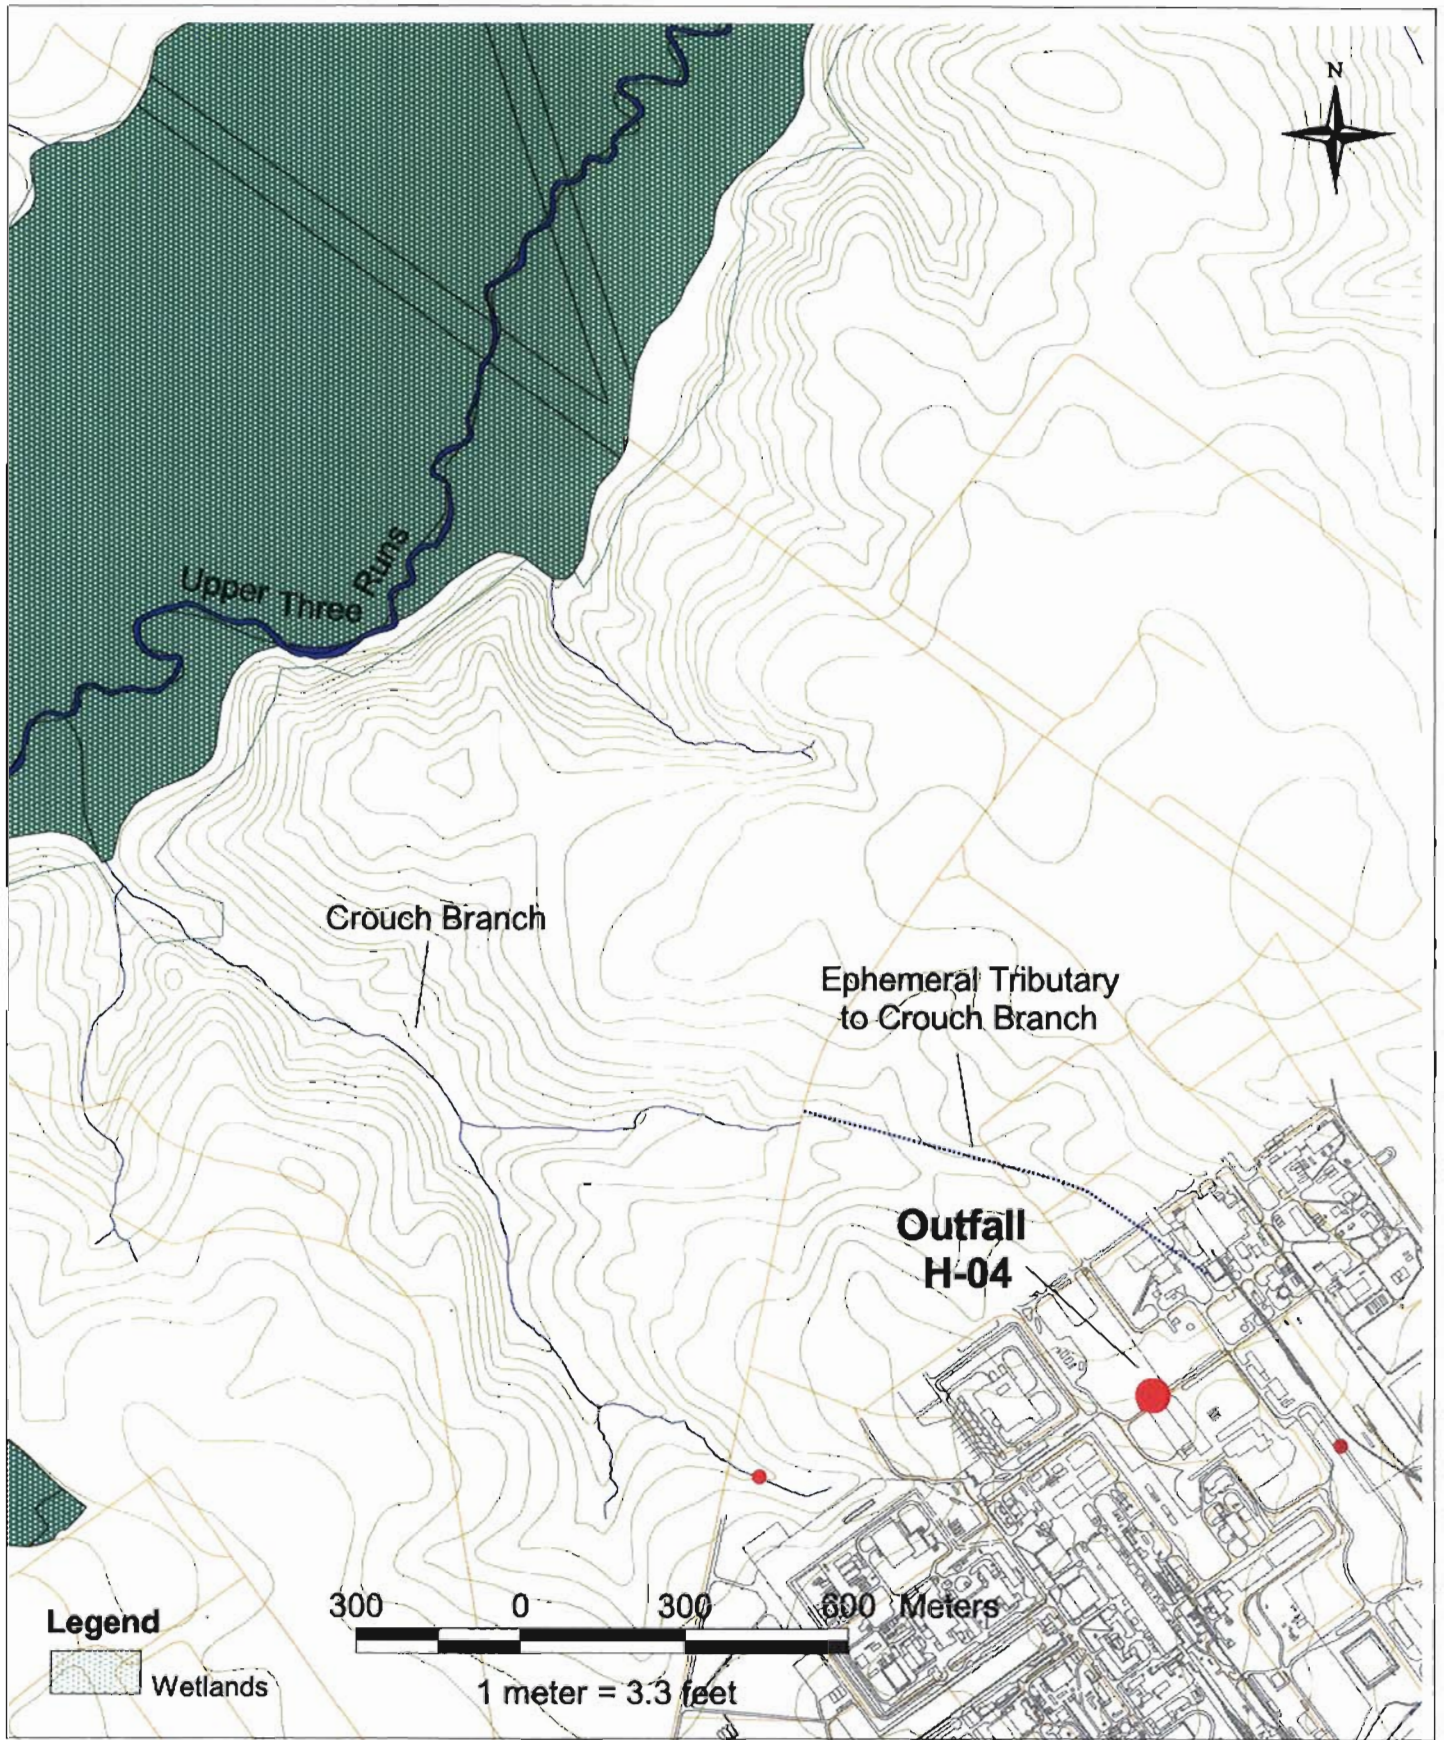 N
Upper Three Runs
Crouch Branch
Ephemeral Tributary
to Crouch Branch
Outfall
H-04
300 0 300 600 Meters
1 meter = 3.3 feet
Legend
Wetlands